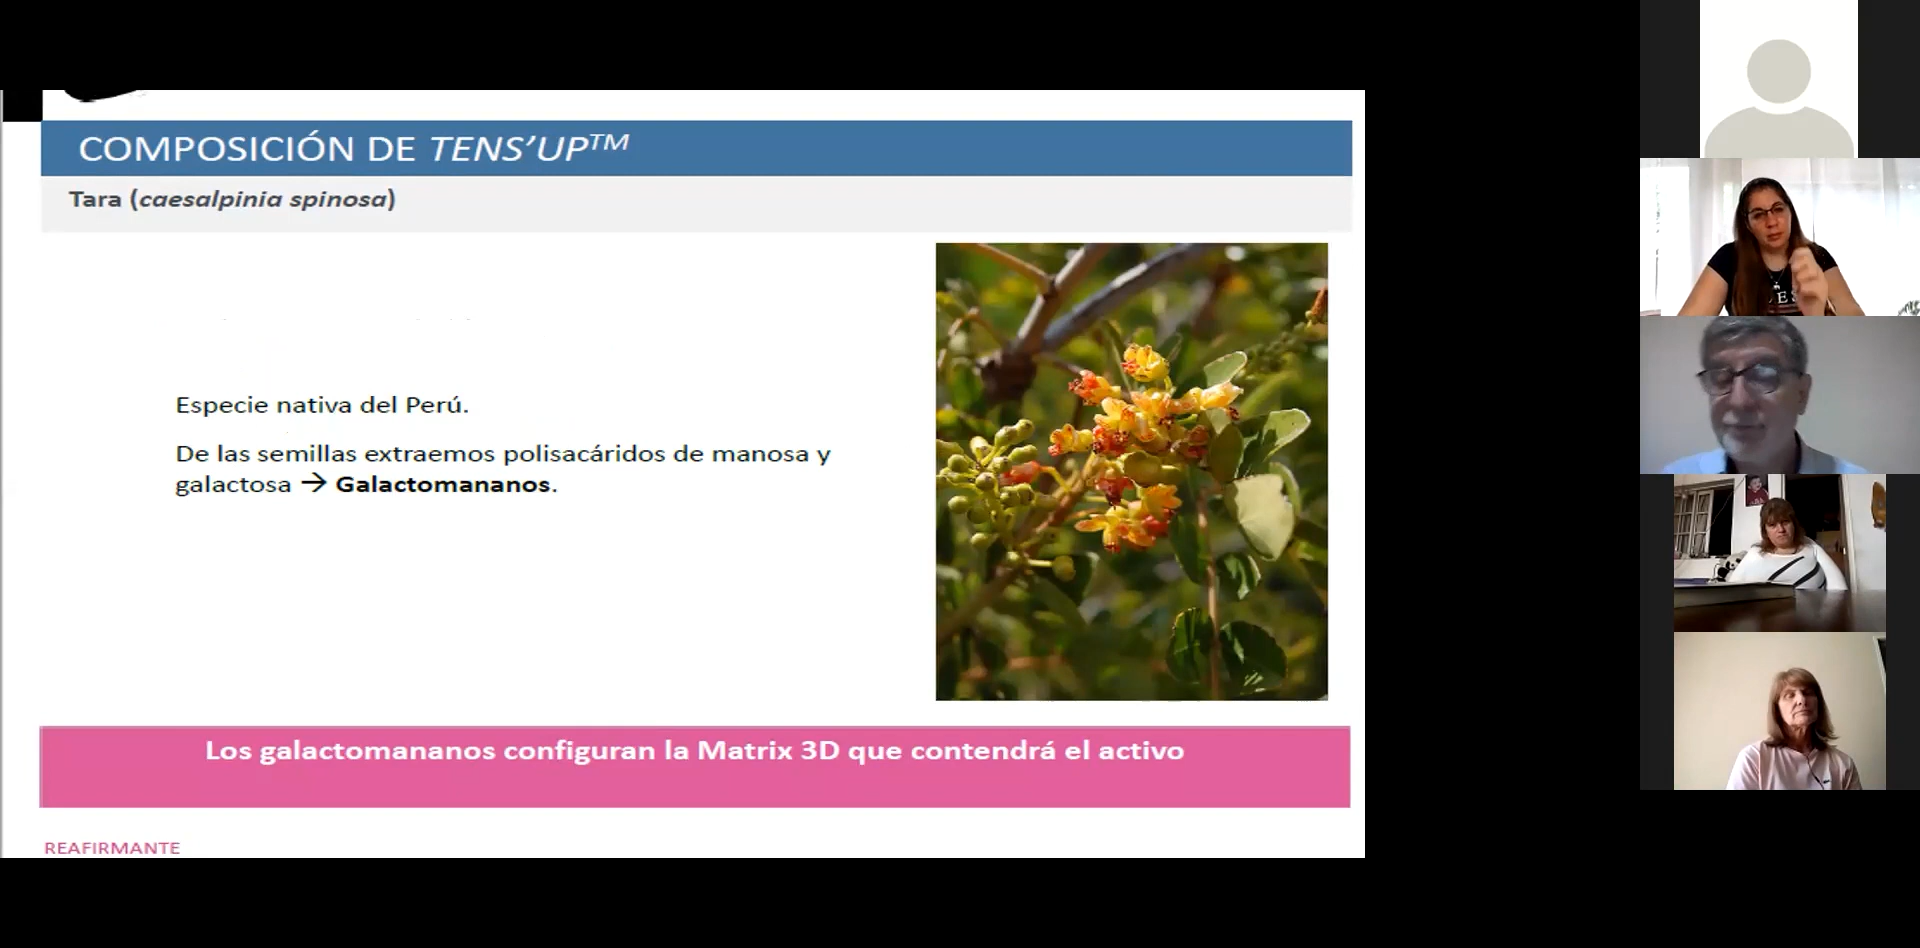 COMPOSICIÓN DE TENS'UP™
Tara (caesalpinia spinosa)
Especie nativa del Perú.
De las semillas extraemos polisacáridos de manosa y
galactosa → Galactomananos.
Los galactomananos configuran la Matrix 3D que contendrá el activo
REAFIRMANTE